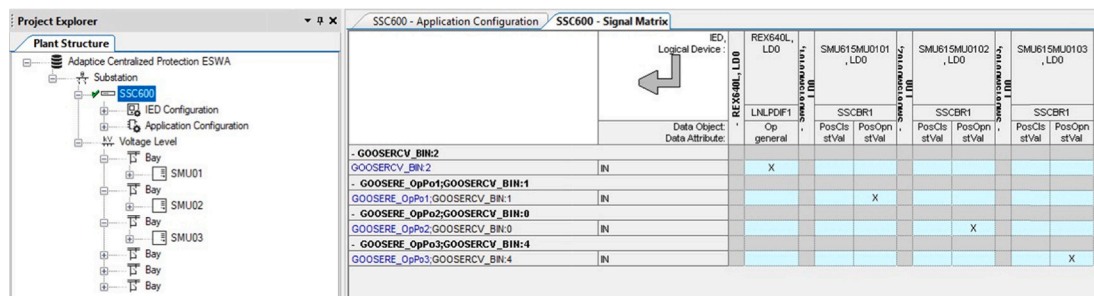 Project Explorer
Plant Structure
Adaptice Centralized Protection ESWA
Substation
SSC600
IED Configuration
Application Configuration
Voltage Level
Bay
SMU01
Bay
SMU02
Bay
SMU03
Bay
Bay
Bay
SSC600 - Application Configuration SSC600 - Signal Matrix
IED,
Logical Device :
- REX640L, LD0
REX640L,
LD0
SMU615MU0101
, LD0
SMU615MU0102
, LD0
SMU615MU0103
, LD0
LNLPDIF1 SSCBR1 SSCBR1 SSCBR1
Data Object: Op PosCls PosOpn PosCls PosOpn PosCls PosOpn
Data Attribute: general stVal stVal stVal stVal stVal stVal
- GOOSERCV_BIN:2
GOOSERCV_BIN:2 IN X
- GOOSERE_OpPo1;GOOSERCV_BIN:1
GOOSERE_OpPo1;GOOSERCV_BIN:1 IN X
- GOOSERE_OpPo2;GOOSERCV_BIN:0
GOOSERE_OpPo2;GOOSERCV_BIN:0 IN X
- GOOSERE_OpPo3;GOOSERCV_BIN:4
GOOSERE_OpPo3;GOOSERCV_BIN:4 IN X